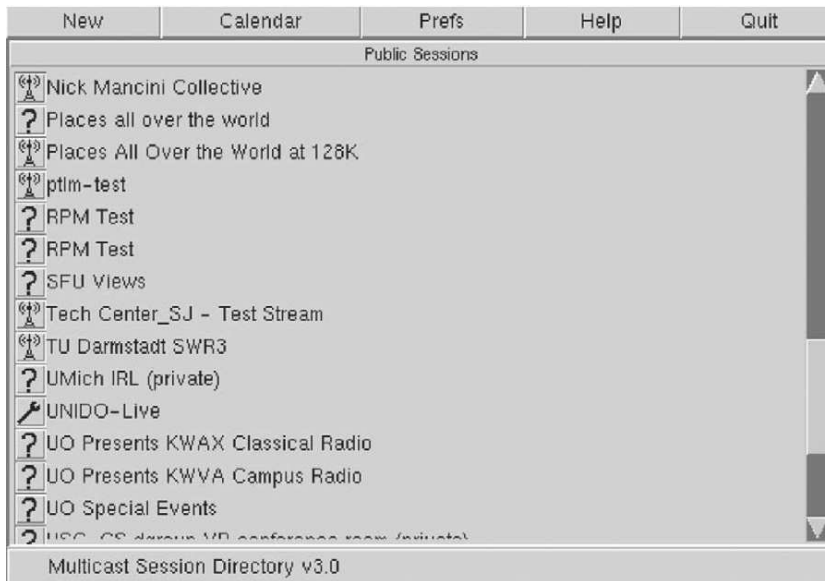 New Calendar Prefs Help Quit
Public Sessions
Nick Mancini Collective
Places all over the world
Places All Over the World at 128K
ptlm-test
RPM Test
RPM Test
SFU Views
Tech Center_SJ - Test Stream
TU Darmstadt SWR3
UMich IRL (private)
UNIDO-Live
UO Presents KWAX Classical Radio
UO Presents KWVA Campus Radio
UO Special Events
conference room (private)
Multicast Session Directory v3.0